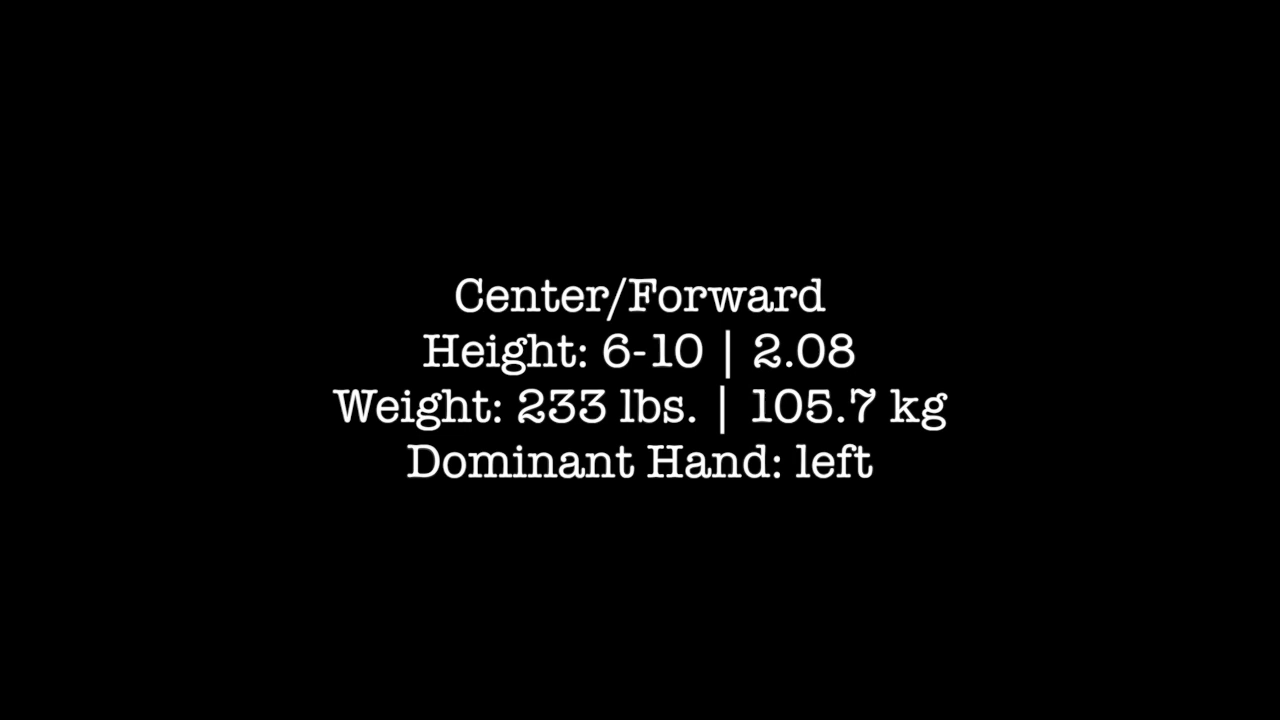 Center/Forward
Height: 6-10 | 2.08
Weight: 233 lbs. | 105.7 kg
Dominant Hand: left